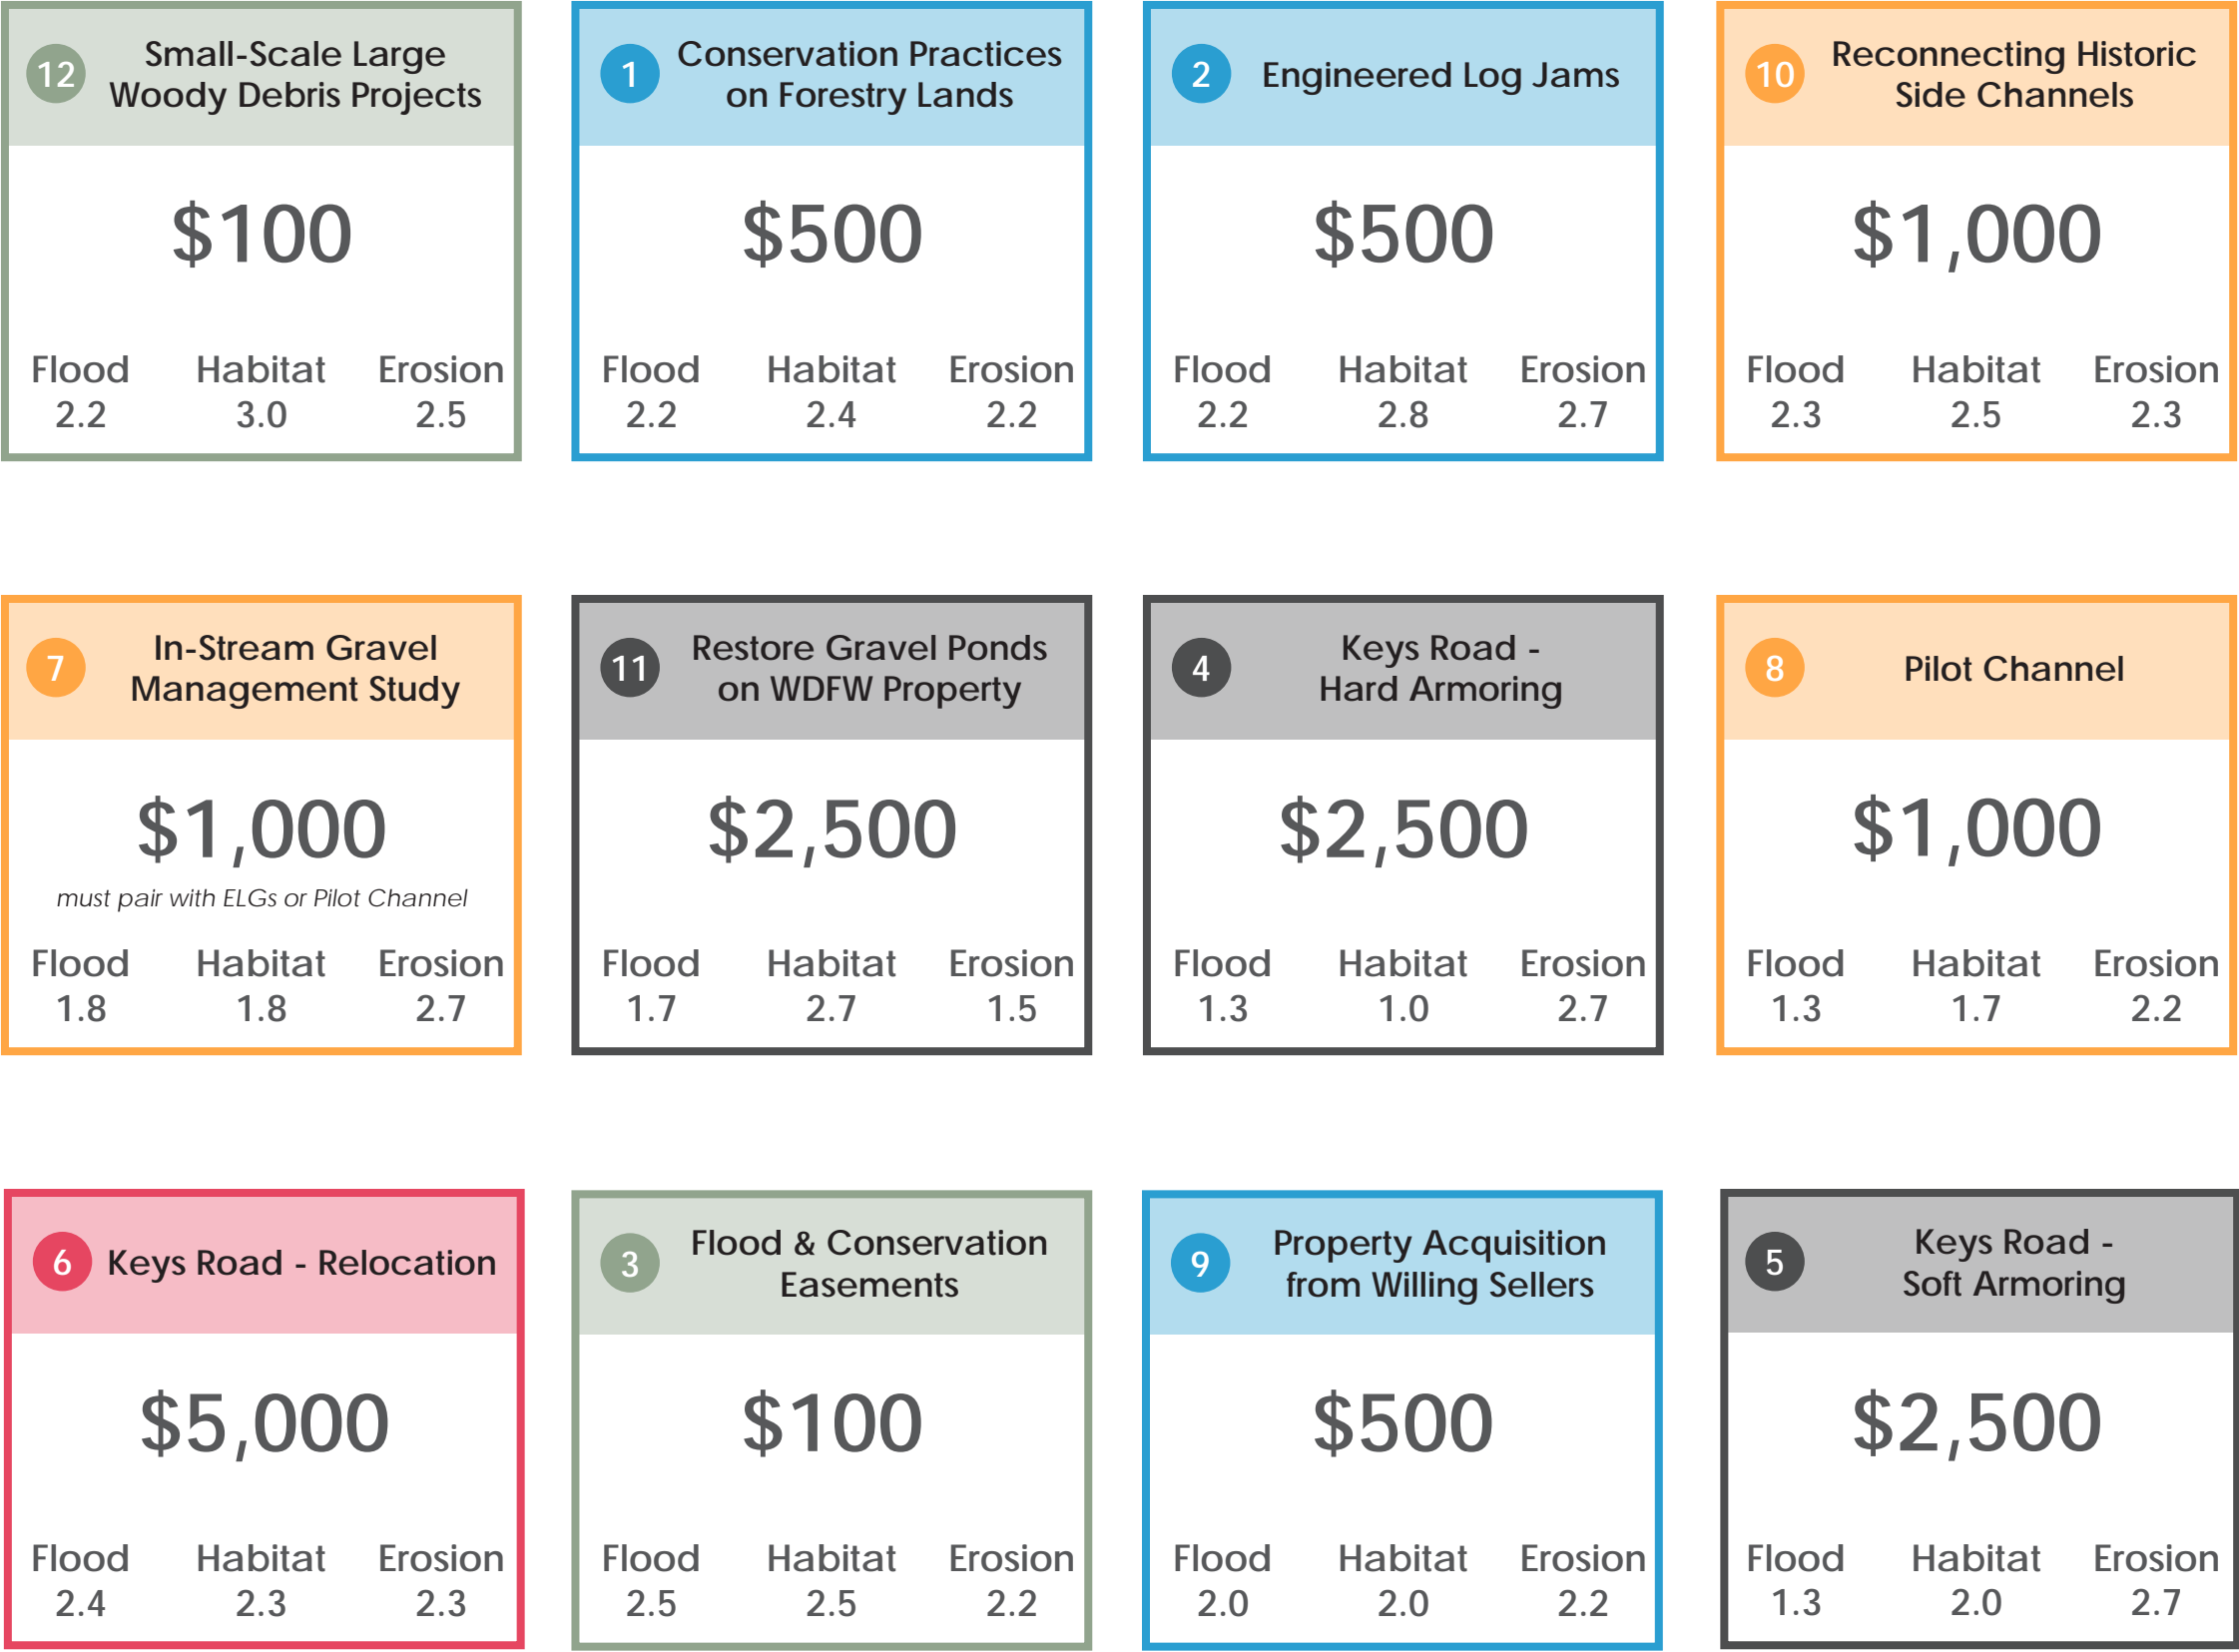 12
Small-Scale Large
Woody Debris Projects
$100
Flood Habitat Erosion
2.2 3.0 2.5
1
Conservation Practices
on Forestry Lands
$500
Flood Habitat Erosion
2.2 2.4 2.2
2
Engineered Log Jams
$500
Flood Habitat Erosion
2.2 2.8 2.7
10
Reconnecting Historic
Side Channels
$1,000
Flood Habitat Erosion
2.3 2.5 2.3
7
In-Stream Gravel
Management Study
$1,000
must pair with ELGs or Pilot Channel
Flood Habitat Erosion
1.8 1.8 2.7
11
Restore Gravel Ponds
on WDFW Property
$2,500
Flood Habitat Erosion
1.7 2.7 1.5
4
Keys Road -
Hard Armoring
$2,500
Flood Habitat Erosion
1.3 1.0 2.7
8
Pilot Channel
$1,000
Flood Habitat Erosion
1.3 1.7 2.2
6
Keys Road - Relocation
$5,000
Flood Habitat Erosion
2.4 2.3 2.3
3
Flood & Conservation
Easements
$100
Flood Habitat Erosion
2.5 2.5 2.2
9
Property Acquisition
from Willing Sellers
$500
Flood Habitat Erosion
2.0 2.0 2.2
5
Keys Road -
Soft Armoring
$2,500
Flood Habitat Erosion
1.3 2.0 2.7